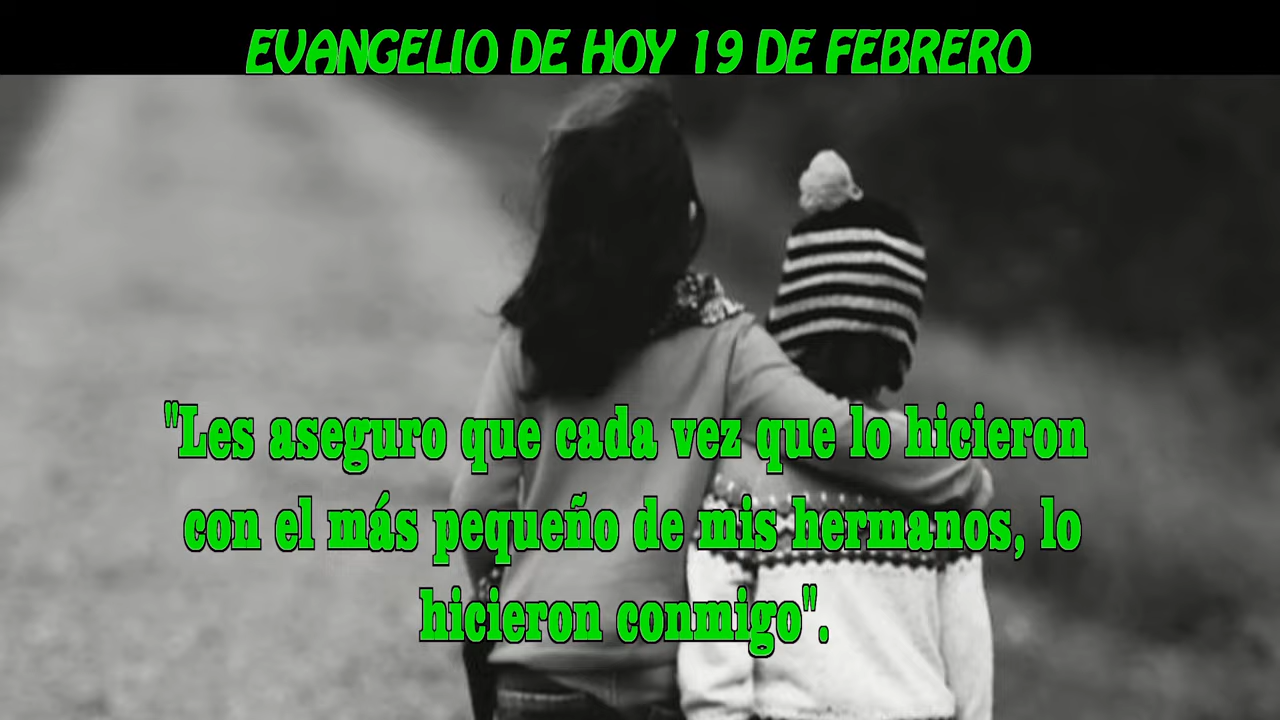 EVANGELIO DE HOY 19 DE FEBRERO
"Les aseguro que cada vez que lo hicieron
con el más pequeño de mis hermanos, lo
hicieron conmigo".